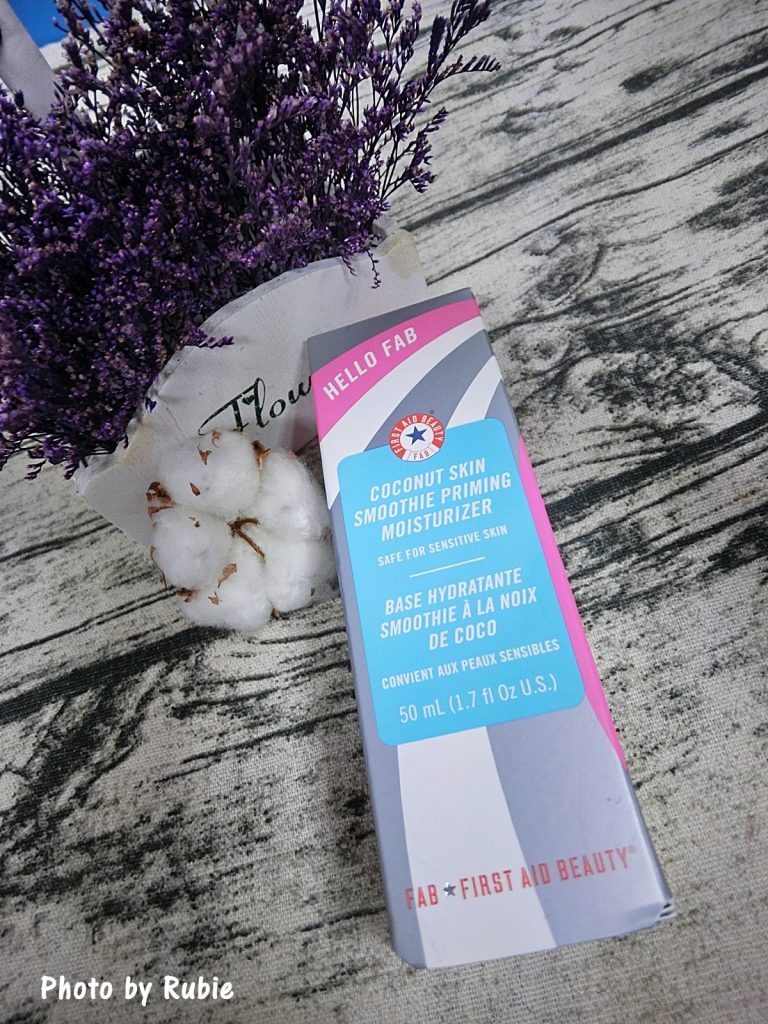 HELLO FAB
FIRST AID BEAUTY
FAB
COCONUT SKIN
SMOOTHIE PRIMING
MOISTURIZER
SAFE FOR SENSITIVE SKIN
BASE HYDRATANTE
SMOOTHIE À LA NOIX
DE COCO
CONVIENT AUX PEAUX SENSIBLES
50 mL (1.7 fl Oz U.S.)
FAB ★ FIRST AID BEAUTY®
Photo by Rubie